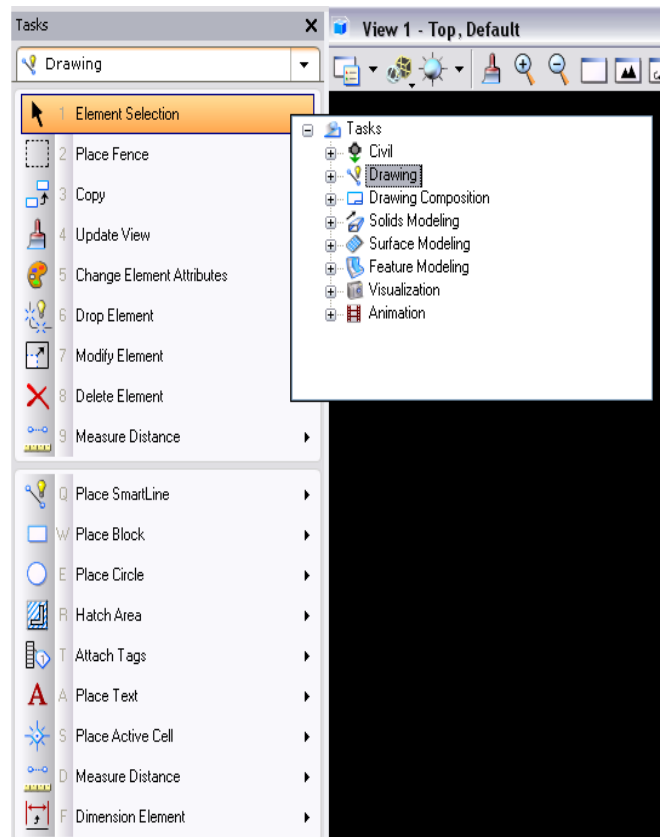 Tasks
View 1 - Top, Default
Drawing
1 Element Selection
2 Place Fence
3 Copy
4 Update View
5 Change Element Attributes
6 Drop Element
7 Modify Element
8 Delete Element
9 Measure Distance
Tasks
Civil
Drawing
Drawing Composition
Solids Modeling
Surface Modeling
Feature Modeling
Visualization
Animation
Q Place SmartLine
W Place Block
E Place Circle
R Hatch Area
T Attach Tags
A Place Text
S Place Active Cell
D Measure Distance
F Dimension Element